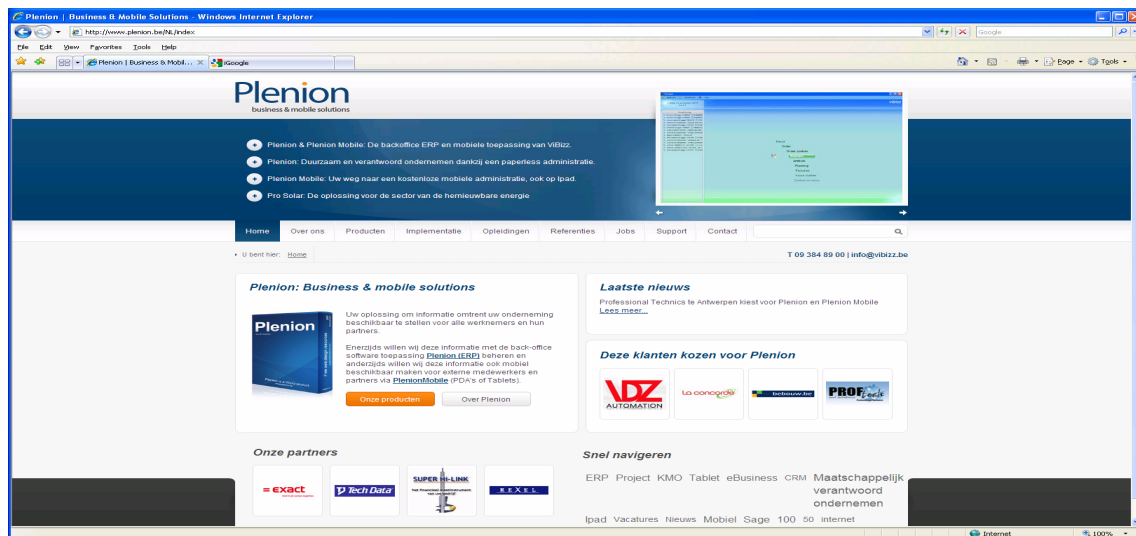 Plenion | Business & Mobile Solutions - Windows Internet Explorer
http://www.plenion.be/NL/index
Google
File Edit View Favorites Tools Help
Plenion | Business & Mobil... iGoogle
Page Tools
Plenion
business & mobile solutions
Plenion & Plenion Mobile: De backoffice ERP en mobiele toepassing van ViBizz.
Plenion: Duurzaam en verantwoord ondernemen dankzij een paperless administratie.
Plenion Mobile: Uw weg naar een kostenloze mobiele administratie, ook op Ipad.
Pro Solar: De oplossing voor de sector van de hernieuwbare energie
Home Over ons Producten Implementatie Opleidingen Referenties Jobs Support Contact
U bent hier: Home
T 09 384 89 00 | info@vibizz.be
Plenion: Business & mobile solutions
Plenion
Uw oplossing om informatie omtrent uw onderneming
beschikbaar te stellen voor alle werknemers en hun
partners.
Enerzijds willen wij deze informatie met de back-office
software toepassing Plenion (ERP) beheren en
anderzijds willen wij deze informatie ook mobiel
beschikbaar maken voor externe medewerkers en
partners via PlenionMobile (PDA's of Tablets).
Onze producten Over Plenion
Laatste nieuws
Professional Technics te Antwerpen kiest voor Plenion en Plenion Mobile
Lees meer...
Deze klanten kozen voor Plenion
VDZ
AUTOMATION
La concorde
bebouw.be
PROF
Onze partners
exact
Tech Data
SUPER HI-LINK
REXEL
Snel navigeren
ERP Project KMO Tablet eBusiness CRM Maatschappelijk
verantwoord
ondernemen
Ipad Vacatures Nieuws Mobiel Sage 100 50 internet
Internet
100%